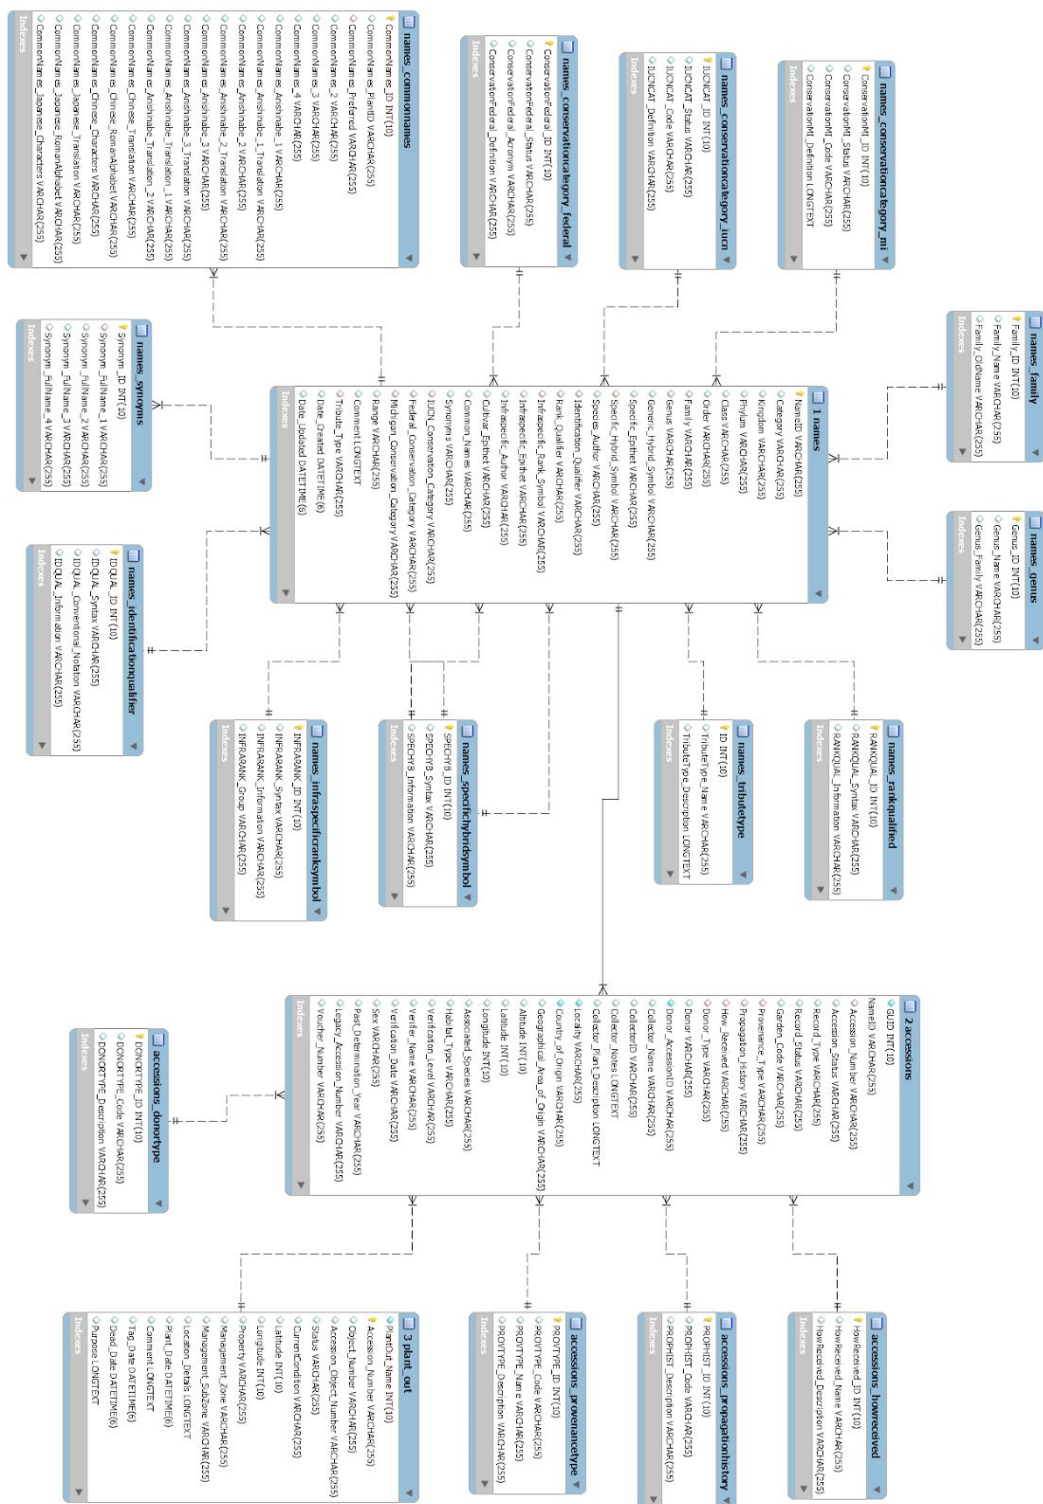 names_conservationcategory_mi
ConservationMI_ID INT(10)
ConservationMI_Status VARCHAR(255)
ConservationMI_Code VARCHAR(255)
ConservationMI_Definition LONGTEXT
Indexes
names_conservationcategory_iucn
IUCNCAT_ID INT(10)
IUCNCAT_Status VARCHAR(255)
IUCNCAT_Code VARCHAR(255)
IUCNCAT_Definition VARCHAR(255)
Indexes
names_conservationcategory_federal
ConservationFederal_ID INT(10)
ConservationFederal_Status VARCHAR(255)
ConservationFederal_Acronym VARCHAR(255)
ConservationFederal_Definition VARCHAR(255)
Indexes
names_commonnames
CommonNames_ID INT(10)
CommonNames_PlantID VARCHAR(255)
CommonNames_Preferred VARCHAR(255)
CommonNames_2 VARCHAR(255)
CommonNames_3 VARCHAR(255)
CommonNames_4 VARCHAR(255)
CommonNames_Anishinabe_1 VARCHAR(255)
CommonNames_Anishinabe_1_Translation VARCHAR(255)
CommonNames_Anishinabe_2 VARCHAR(255)
CommonNames_Anishinabe_2_Translation VARCHAR(255)
CommonNames_Anishinabe_3 VARCHAR(255)
CommonNames_Anishinabe_3_Translation VARCHAR(255)
CommonNames_Anishinabe_Translation_1 VARCHAR(255)
CommonNames_Anishinabe_Translation_2 VARCHAR(255)
CommonNames_Chinese_Translation VARCHAR(255)
CommonNames_Chinese_RomanAlphabet VARCHAR(255)
CommonNames_Chinese_Characters VARCHAR(255)
CommonNames_Japanese_Translation VARCHAR(255)
CommonNames_Japanese_RomanAlphabet VARCHAR(255)
CommonNames_Japanese_Characters VARCHAR(255)
Indexes
names_family
Family_ID INT(10)
Family_Name VARCHAR(255)
Family_OldName VARCHAR(255)
Indexes
names_genus
Genus_ID INT(10)
Genus_Name VARCHAR(255)
Genus_Family VARCHAR(255)
Indexes
1 names
NameID VARCHAR(255)
Category VARCHAR(255)
Kingdom VARCHAR(255)
Phylum VARCHAR(255)
Class VARCHAR(255)
Order VARCHAR(255)
Family VARCHAR(255)
Genus VARCHAR(255)
Generic_Hybrid_Symbol VARCHAR(255)
Specific_Epithet VARCHAR(255)
Specific_Hybrid_Symbol VARCHAR(255)
Species_Author VARCHAR(255)
Identification_Qualifier VARCHAR(255)
Rank_Qualifier VARCHAR(255)
Infraspecific_Rank_Symbol VARCHAR(255)
Infraspecific_Epithet VARCHAR(255)
Infraspecific_Author VARCHAR(255)
Cultivar_Epithet VARCHAR(255)
Common_Names VARCHAR(255)
Synonyms VARCHAR(255)
IUCN_Conservation_Category VARCHAR(255)
Federal_Conservation_Category VARCHAR(255)
Michigan_Conservation_Category VARCHAR(255)
Range VARCHAR(255)
Comment LONGTEXT
Tribute_Type VARCHAR(255)
Date_Created DATETIME(6)
Date_Updated DATETIME(6)
Indexes
names_synoyms
Synonym_ID INT(10)
Synonym_FullName_1 VARCHAR(255)
Synonym_FullName_2 VARCHAR(255)
Synonym_FullName_3 VARCHAR(255)
Synonym_FullName_4 VARCHAR(255)
Indexes
names_identificationqualifier
IDQUAL_ID INT(10)
IDQUAL_Syntax VARCHAR(255)
IDQUAL_Conventional_Notation VARCHAR(255)
IDQUAL_Information VARCHAR(255)
Indexes
names_rankqualified
RANKQUAL_ID INT(10)
RANKQUAL_Syntax VARCHAR(255)
RANKQUAL_Information VARCHAR(255)
Indexes
names_tributetype
ID INT(10)
TributeType_Name VARCHAR(255)
TributeType_Description LONGTEXT
Indexes
names_specifichybridsymbol
SPECHYB_ID INT(10)
SPECHYB_Syntax VARCHAR(255)
SPECHYB_Information VARCHAR(255)
Indexes
names_infraspecificranksymbol
INFRARANK_ID INT(10)
INFRARANK_Syntax VARCHAR(255)
INFRARANK_Information VARCHAR(255)
INFRARANK_Group VARCHAR(255)
Indexes
2 accessions
GUID INT(10)
NameID VARCHAR(255)
Accession_Number VARCHAR(255)
Accession_Status VARCHAR(255)
Record_Type VARCHAR(255)
Record_Status VARCHAR(255)
Garden_Code VARCHAR(255)
Provenance_Type VARCHAR(255)
Propagation_History VARCHAR(255)
How_Received VARCHAR(255)
Donor_Type VARCHAR(255)
Donor VARCHAR(255)
Donor_AccessionID VARCHAR(255)
Collector_Name VARCHAR(255)
CollectorID VARCHAR(255)
Collector_Notes LONGTEXT
Collector_Plant_Description LONGTEXT
Locality VARCHAR(255)
Country_of_Origin VARCHAR(255)
Geographical_Area_of_Origin VARCHAR(255)
Altitude INT(10)
Latitude INT(10)
Longitude INT(10)
Associated_Species VARCHAR(255)
Habitat_Type VARCHAR(255)
Verification_Level VARCHAR(255)
Verifier_Name VARCHAR(255)
Verification_Date VARCHAR(255)
Sex VARCHAR(255)
Past_Determination_Year VARCHAR(255)
Legacy_Accession_Number VARCHAR(255)
Voucher_Number VARCHAR(255)
Indexes
accessions_donortype
DONORTYPE_ID INT(10)
DONORTYPE_Code VARCHAR(255)
DONORTYPE_Description VARCHAR(255)
Indexes
accessions_howreceived
HowReceived_ID INT(10)
HowReceived_Name VARCHAR(255)
HowReceived_Description VARCHAR(255)
Indexes
accessions_propagationhistory
PROPHIST_ID INT(10)
PROPHIST_Code VARCHAR(255)
PROPHIST_Description VARCHAR(255)
Indexes
accessions_provenancetype
PROVTYPE_ID INT(10)
PROVTYPE_Code VARCHAR(255)
PROVTYPE_Name VARCHAR(255)
PROVTYPE_Description VARCHAR(255)
Indexes
3 plant_out
PlantOut_Name INT(10)
Accession_Number VARCHAR(255)
Object_Number VARCHAR(255)
Accession_Object_Number VARCHAR(255)
Status VARCHAR(255)
CurrentCondition VARCHAR(255)
Latitude INT(10)
Longitude INT(10)
Property VARCHAR(255)
Management_Zone VARCHAR(255)
Management_SubZone VARCHAR(255)
Location_Details LONGTEXT
Plant_Date DATETIME(6)
Comment LONGTEXT
Tag_Date DATETIME(6)
Dead_Date DATETIME(6)
Purpose LONGTEXT
Indexes